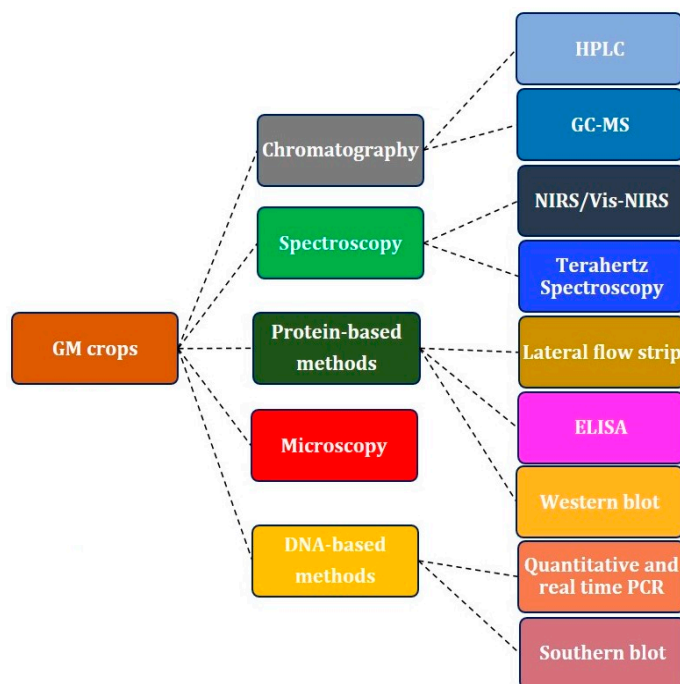 GM crops
Chromatography
Spectroscopy
Protein-based
methods
Microscopy
DNA-based
methods
HPLC
GC-MS
NIRS/Vis-NIRS
Terahertz
Spectroscopy
Lateral flow strip
ELISA
Western blot
Quantitative and
real time PCR
Southern blot